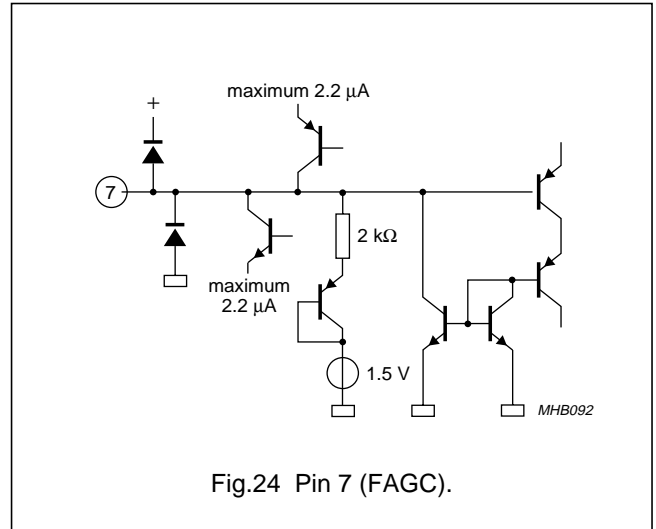 maximum 2.2 μA
+
7
2 kΩ
maximum
2.2 μA
1.5 V
MHB092
Fig.24 Pin 7 (FAGC).